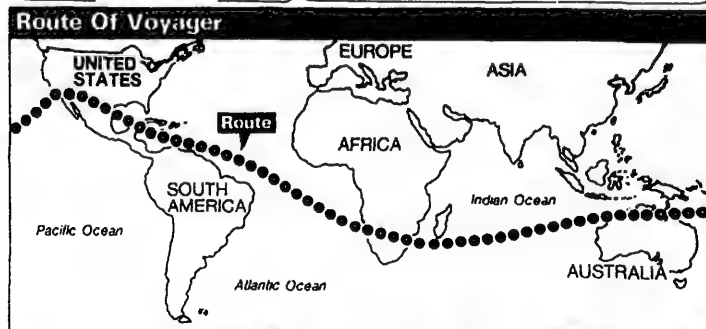 Route Of Voyager
EUROPE
UNITED
STATES
ASIA
Route
AFRICA
SOUTH
AMERICA
Indian Ocean
Pacific Ocean
AUSTRALIA
Atlantic Ocean